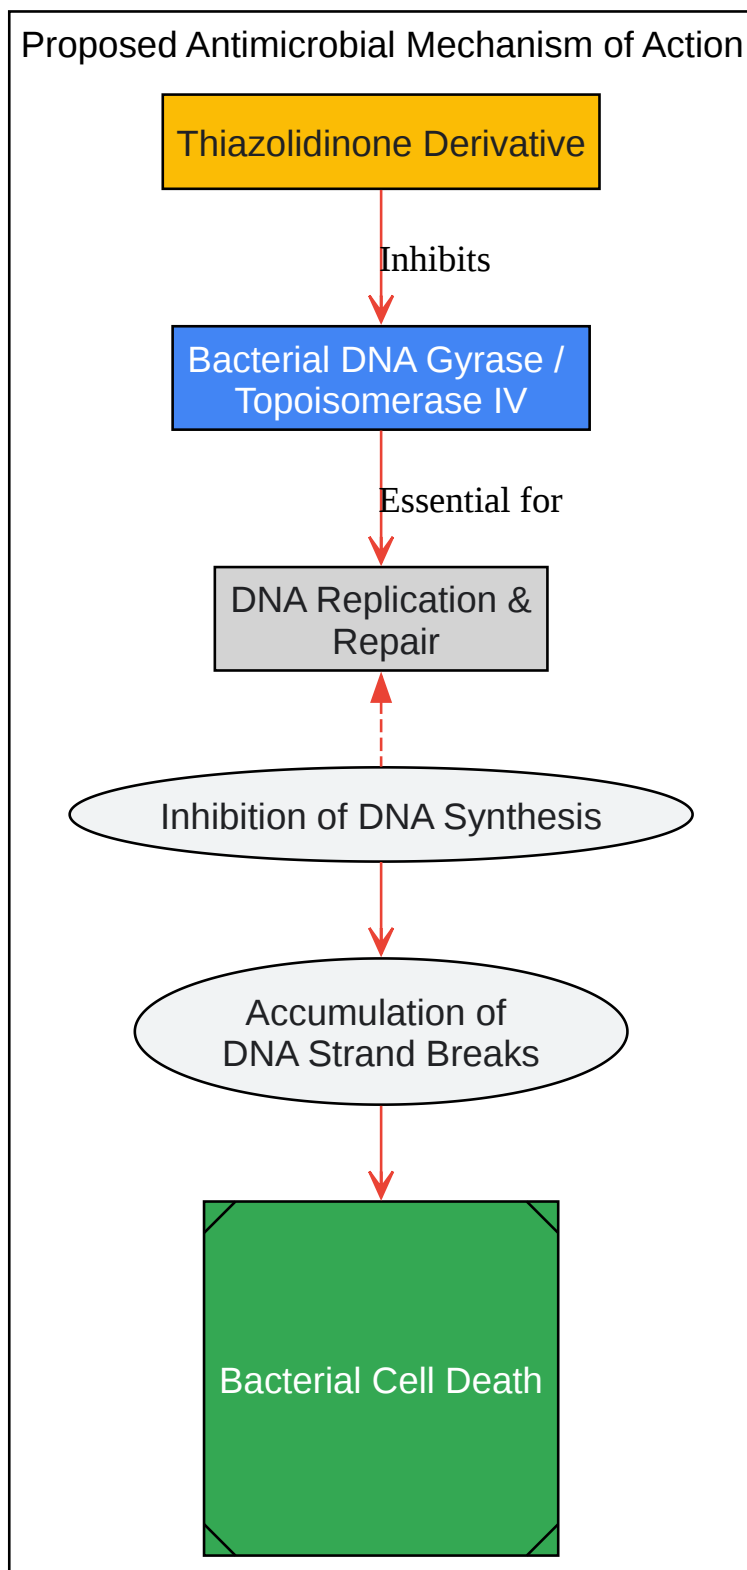 Proposed Antimicrobial Mechanism of Action
Thiazolidinone Derivative
Inhibits
Bacterial DNA Gyrase /
Topoisomerase IV
Essential for
DNA Replication &
Repair
Inhibition of DNA Synthesis
Accumulation of
DNA Strand Breaks
Bacterial Cell Death